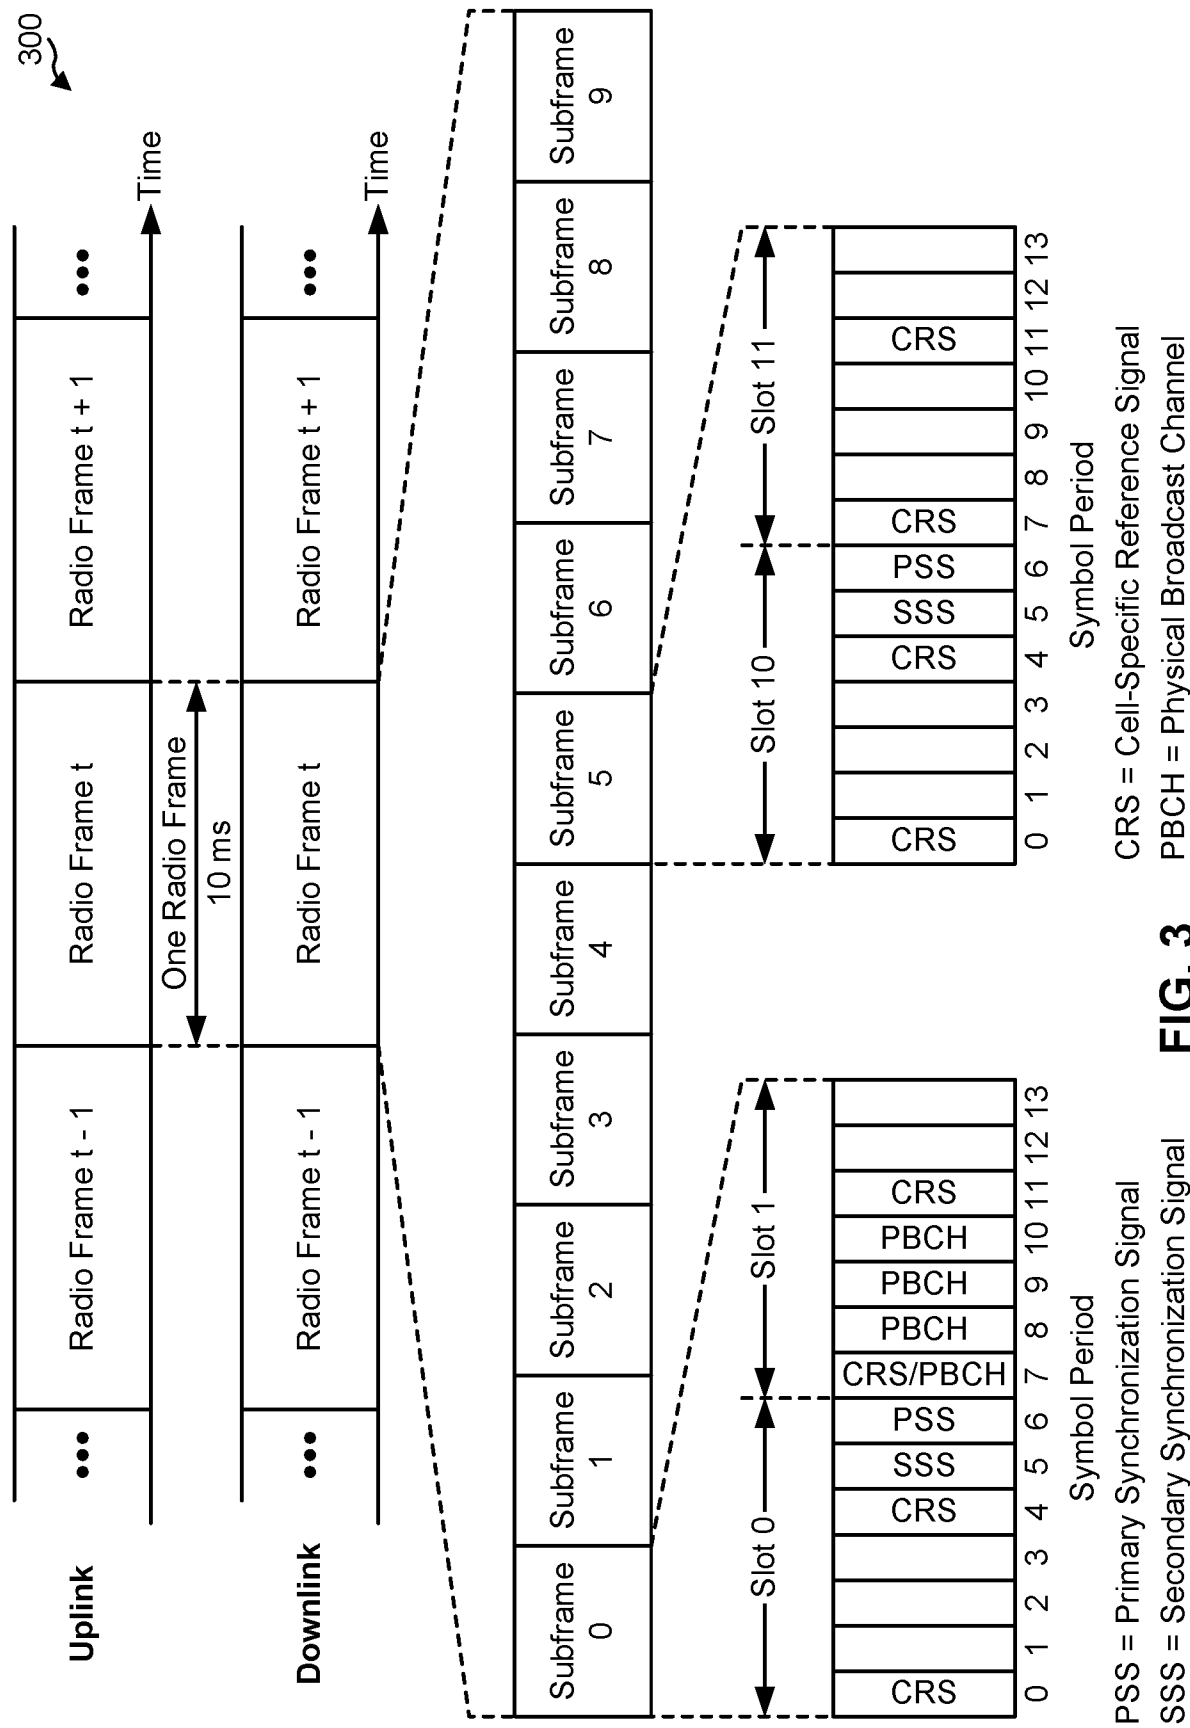 300
Uplink
••• Radio Frame t - 1 Radio Frame t Radio Frame t + 1 •••
Time
One Radio Frame
10 ms
Downlink
••• Radio Frame t - 1 Radio Frame t Radio Frame t + 1 •••
Time
Subframe 0
Subframe 1
Subframe 2
Subframe 3
Subframe 4
Subframe 5
Subframe 6
Subframe 7
Subframe 8
Subframe 9
Slot 0 Slot 1
CRS CRS SSS PSS CRS/PBCH PBCH PBCH PBCH CRS
0 1 2 3 4 5 6 7 8 9 10 11 12 13
Symbol Period
Slot 10 Slot 11
CRS CRS SSS PSS CRS CRS
0 1 2 3 4 5 6 7 8 9 10 11 12 13
Symbol Period
PSS = Primary Synchronization Signal
SSS = Secondary Synchronization Signal
CRS = Cell-Specific Reference Signal
PBCH = Physical Broadcast Channel
FIG. 3